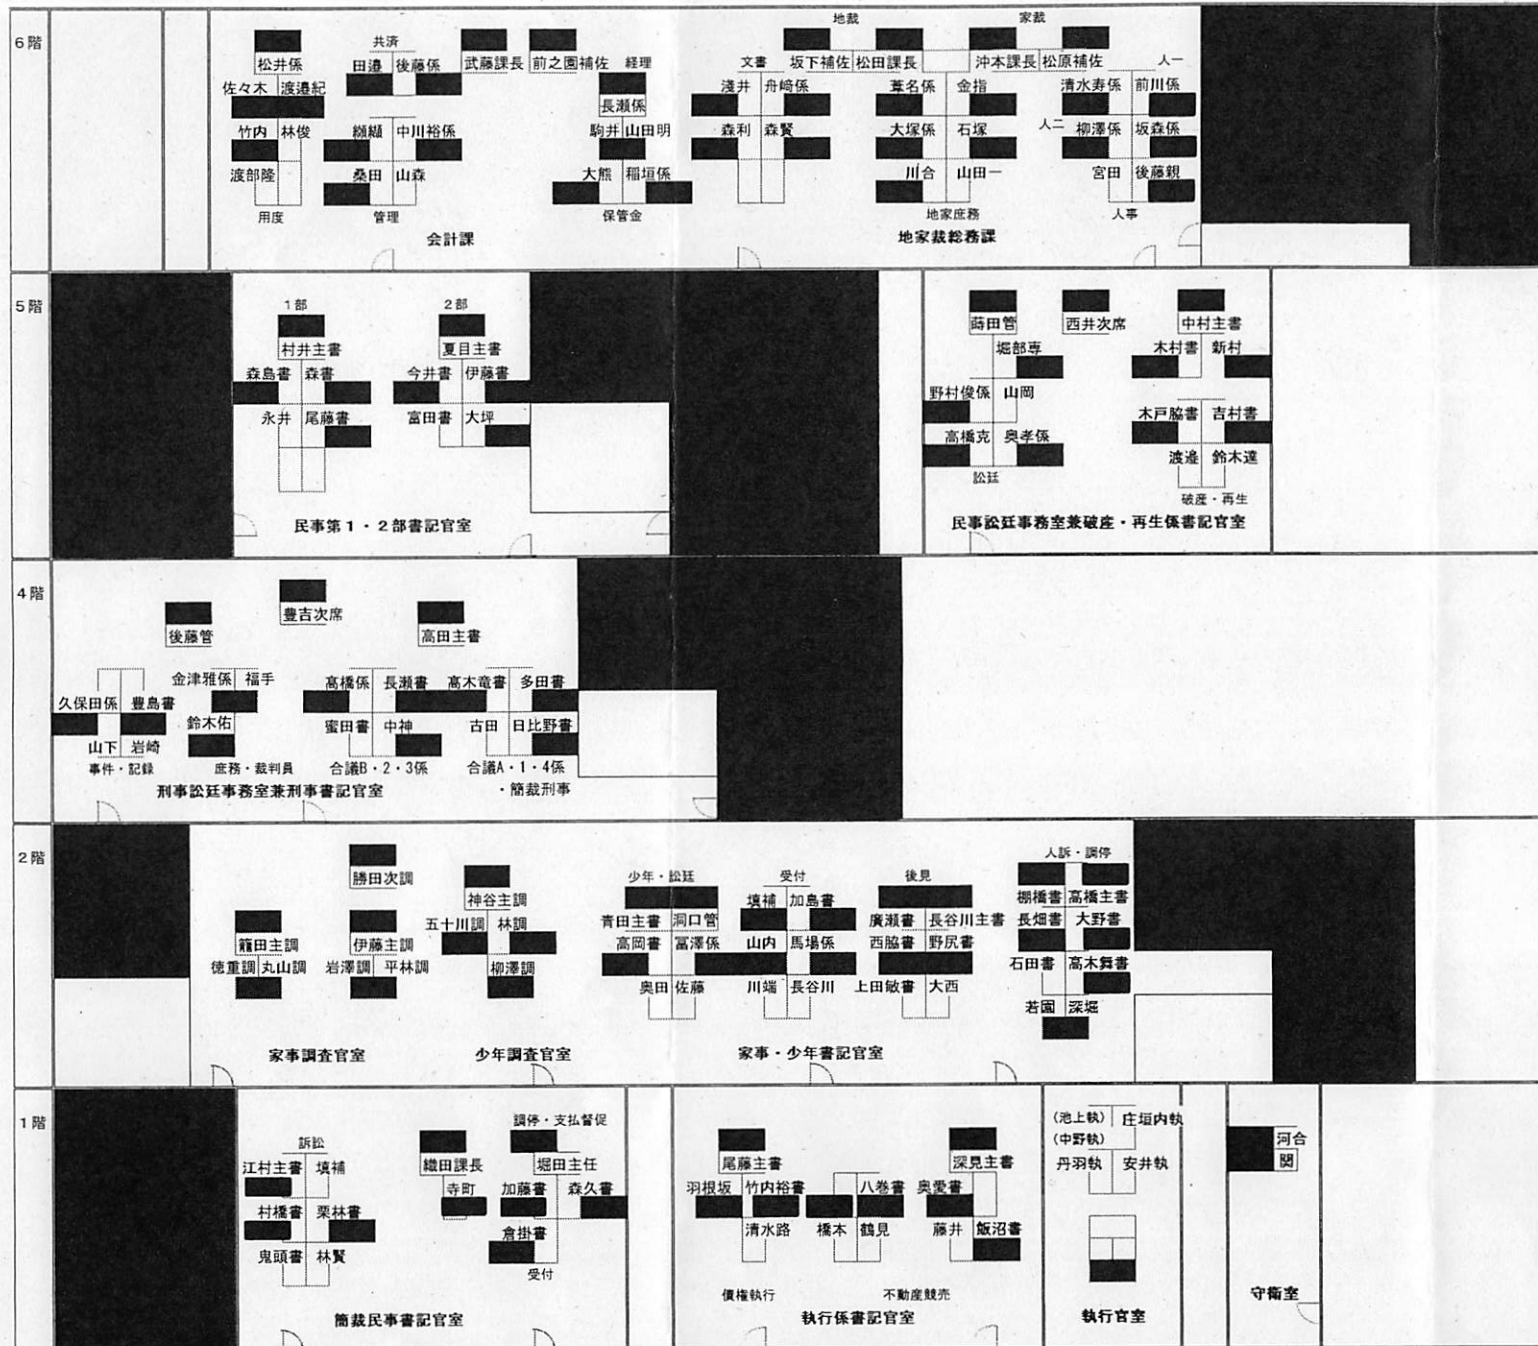 6階
地裁 家裁
松井係 共済 武藤課長 前之園補佐 経理 坂下補佐 松田課長 沖本課長 松原補佐
田邉 後藤係 文書 人一
佐々木 渡邉紀 長瀬係 淺井 舟﨑係 葦名係 金指 清水寿係 前川係
竹内 林俊 纐纈 中川裕係 駒井 山田明 森利 森賢 大塚係 石塚 人二 柳澤係 坂森係
渡部隆 桑田 山森 大熊 稲垣係 川合 山田一 宮田 後藤親
用度 管理 保管金 地家庶務 人事
会計課 地家裁総務課
5階
1部 2部
村井主書 夏目主書 蒔田管 西井次席 中村主書
森島書 森書 今井書 伊藤書 堀部専 木村書 新村
永井 尾藤書 富田書 大坪 野村俊係 山岡 木戸脇書 吉村書
高橋克 奥孝係 渡邉 鈴木達
訟廷 破産・再生
民事第1・2部書記官室 民事訟廷事務室兼破産・再生係書記官室
4階
後藤管 豊吉次席 高田主書
久保田係 豊島書 金津雅係 福手 髙橋係 長瀬書 髙木竜書 多田書
山下 岩崎 鈴木佑 蜜田書 中神 古田 日比野書
事件・記録 庶務・裁判員 合議B・2・3係 合議A・1・4係
・簡裁刑事
刑事訟廷事務室兼刑事書記官室
2階
人訴・調停
勝田次調 神谷主調 少年・訟廷 受付 後見 棚橋書 高橋主書
籠田主調 伊藤主調 五十川調 林調 青田主書 洞口管 填補 加島書 廣瀬書 長谷川主書 長畑書 大野書
徳重調 丸山調 岩澤調 平林調 柳澤調 高岡書 冨澤係 山内 馬場係 西脇書 野尻書 石田書 高木舞書
奥田 佐藤 川端 長谷川 上田敏書 大西 若園 深堀
家事調査官室 少年調査官室 家事・少年書記官室
1階
訴訟 調停・支払督促
江村主書 填補 織田課長 堀田主任 尾藤主書 深見主書 (池上執) 庄垣内執 河合
(中野執) 関
村橋書 栗林書 寺町 加藤書 森久書 羽根坂 竹内裕書 八巻書 奥愛書 丹羽執 安井執
鬼頭書 林賢 倉掛書 清水路 橋本 鶴見 藤井 飯沼書
受付 債権執行 不動産競売
簡裁民事書記官室 執行係書記官室 執行官室 守衛室